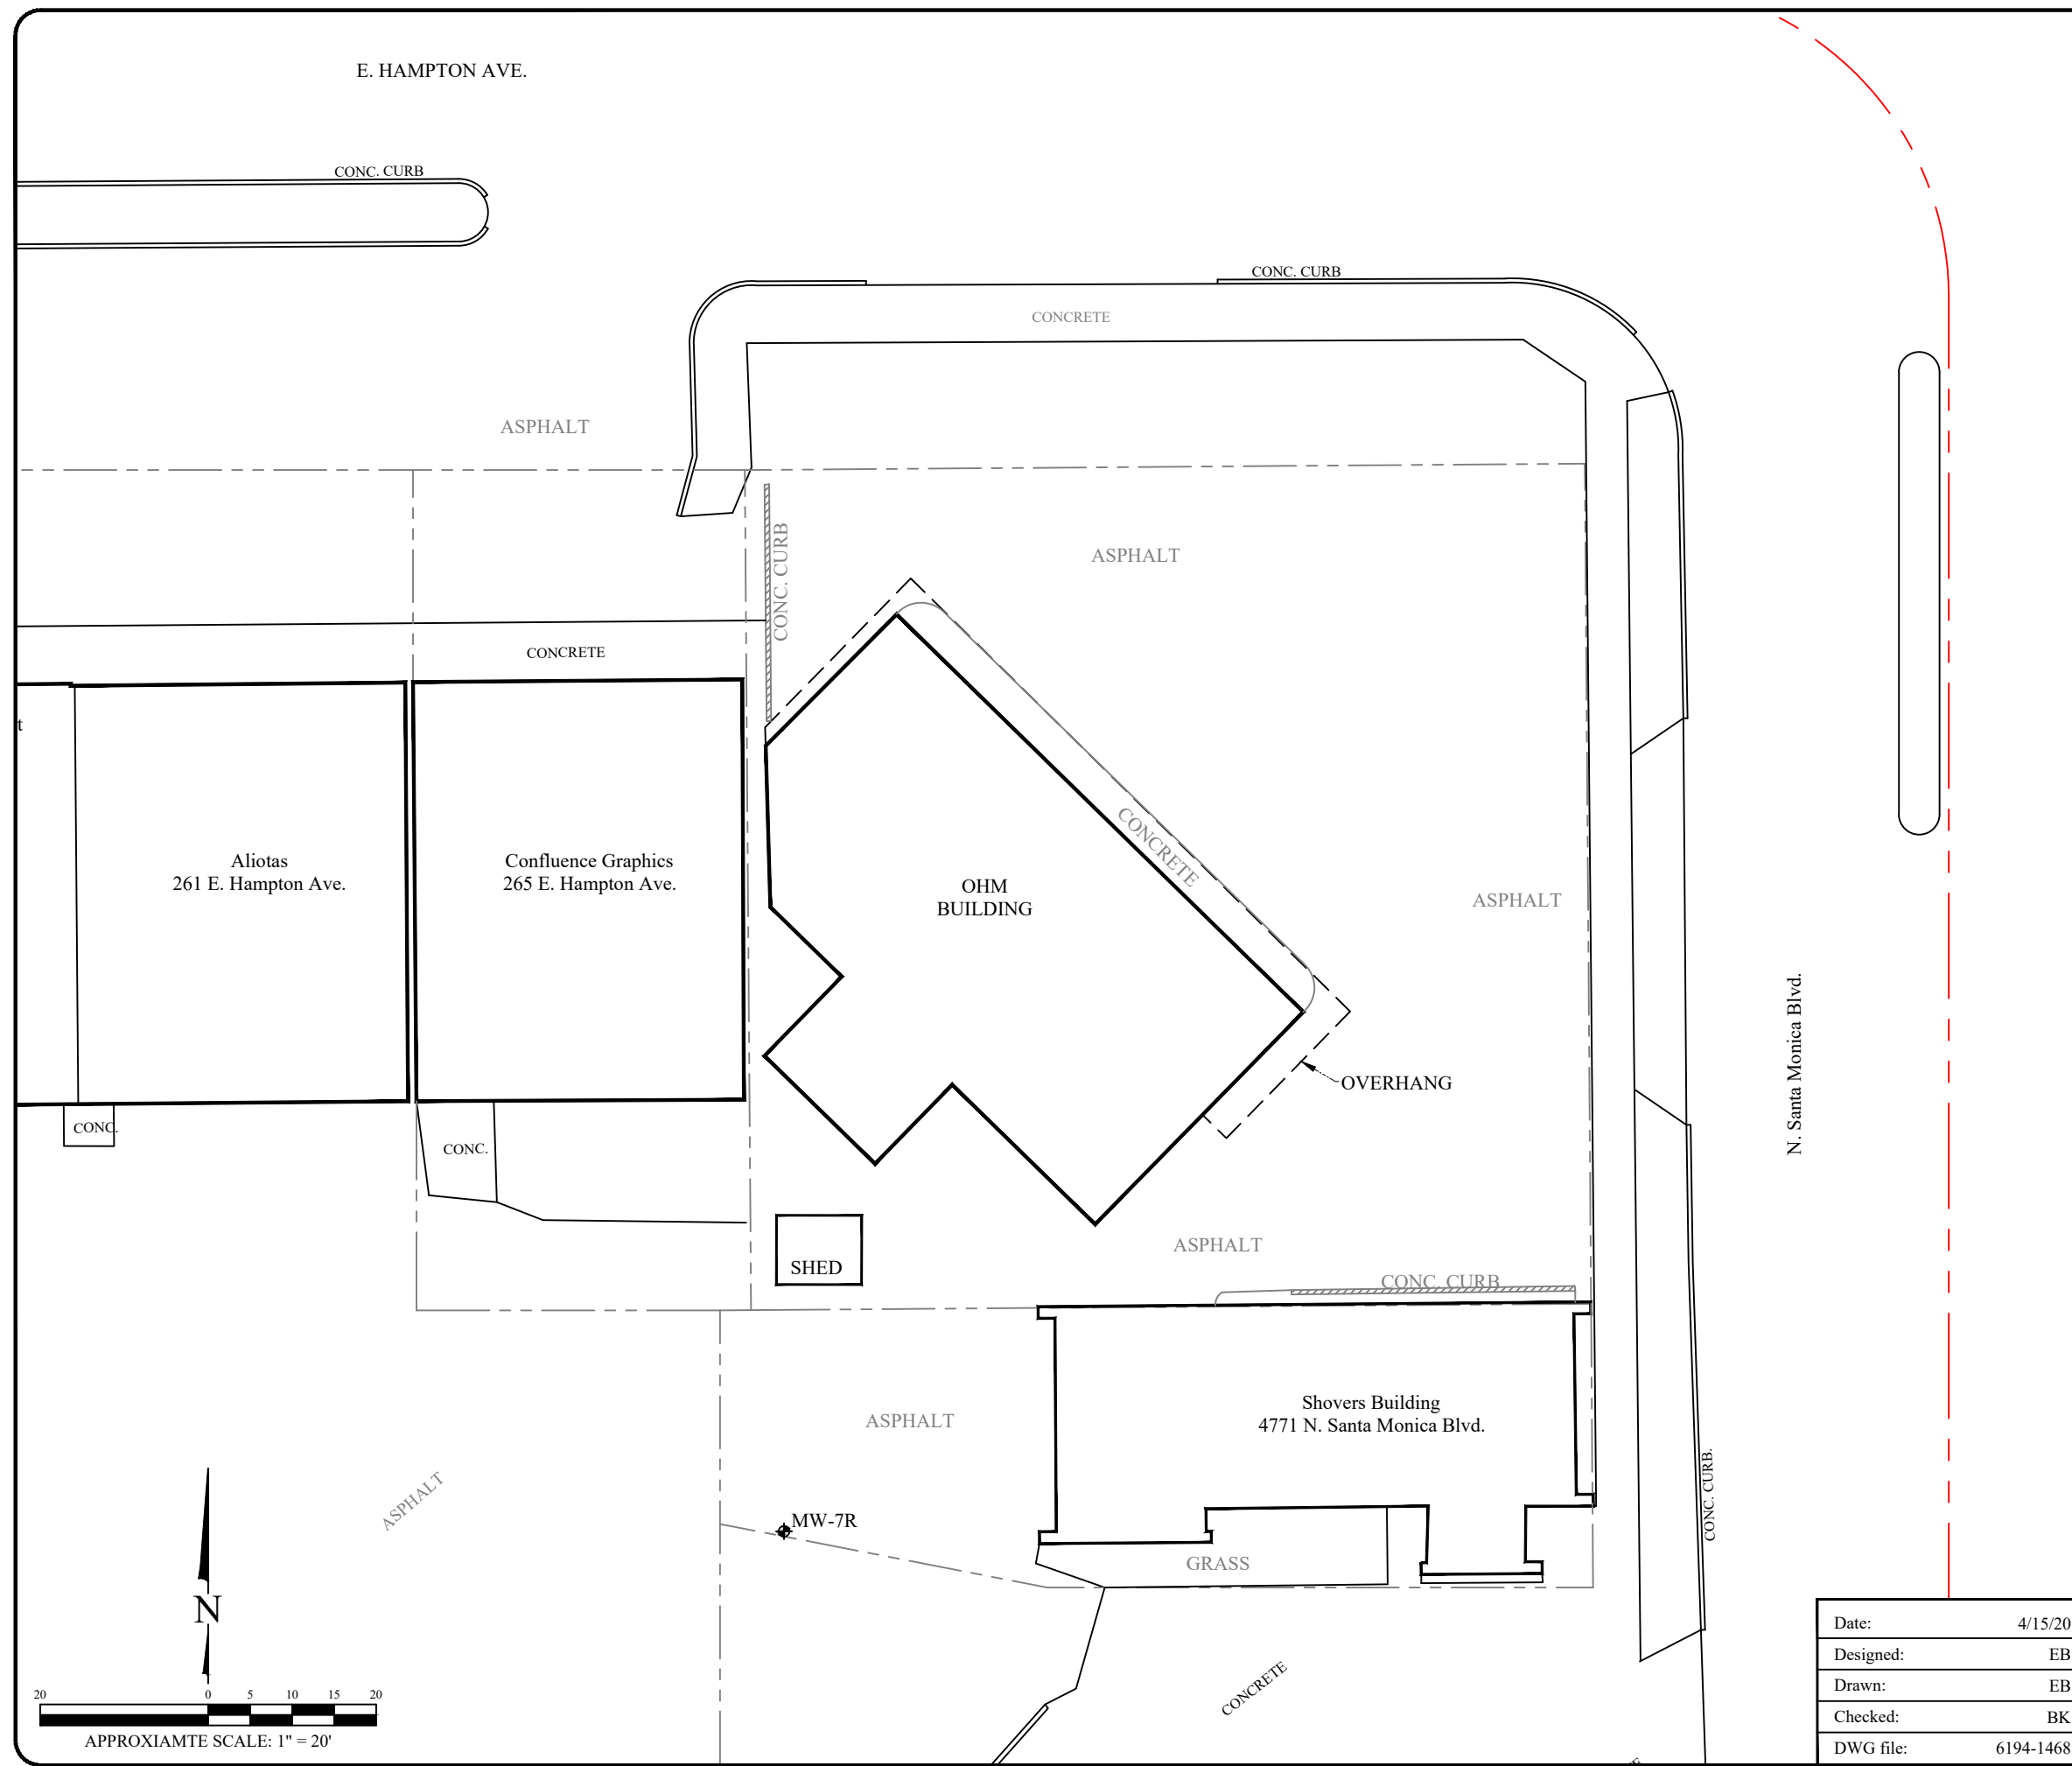 E. HAMPTON AVE.
CONC. CURB
CONC. CURB
CONCRETE
ASPHALT
CONC. CURB
ASPHALT
CONCRETE
t
CONCRETE
Aliotas
261 E. Hampton Ave.
Confluence Graphics
265 E. Hampton Ave.
OHM
BUILDING
ASPHALT
N. Santa Monica Blvd.
OVERHANG
CONC.
CONC.
ASPHALT
SHED
CONC. CURB
Shovers Building
4771 N. Santa Monica Blvd.
ASPHALT
ASPHALT
CONC. CURB.
MW-7R
GRASS
N
CONCRETE
20 0 5 10 15 20
APPROXIAMTE SCALE: 1" = 20'
Date: 4/15/20
Designed: EB
Drawn: EB
Checked: BK
DWG file: 6194-1468